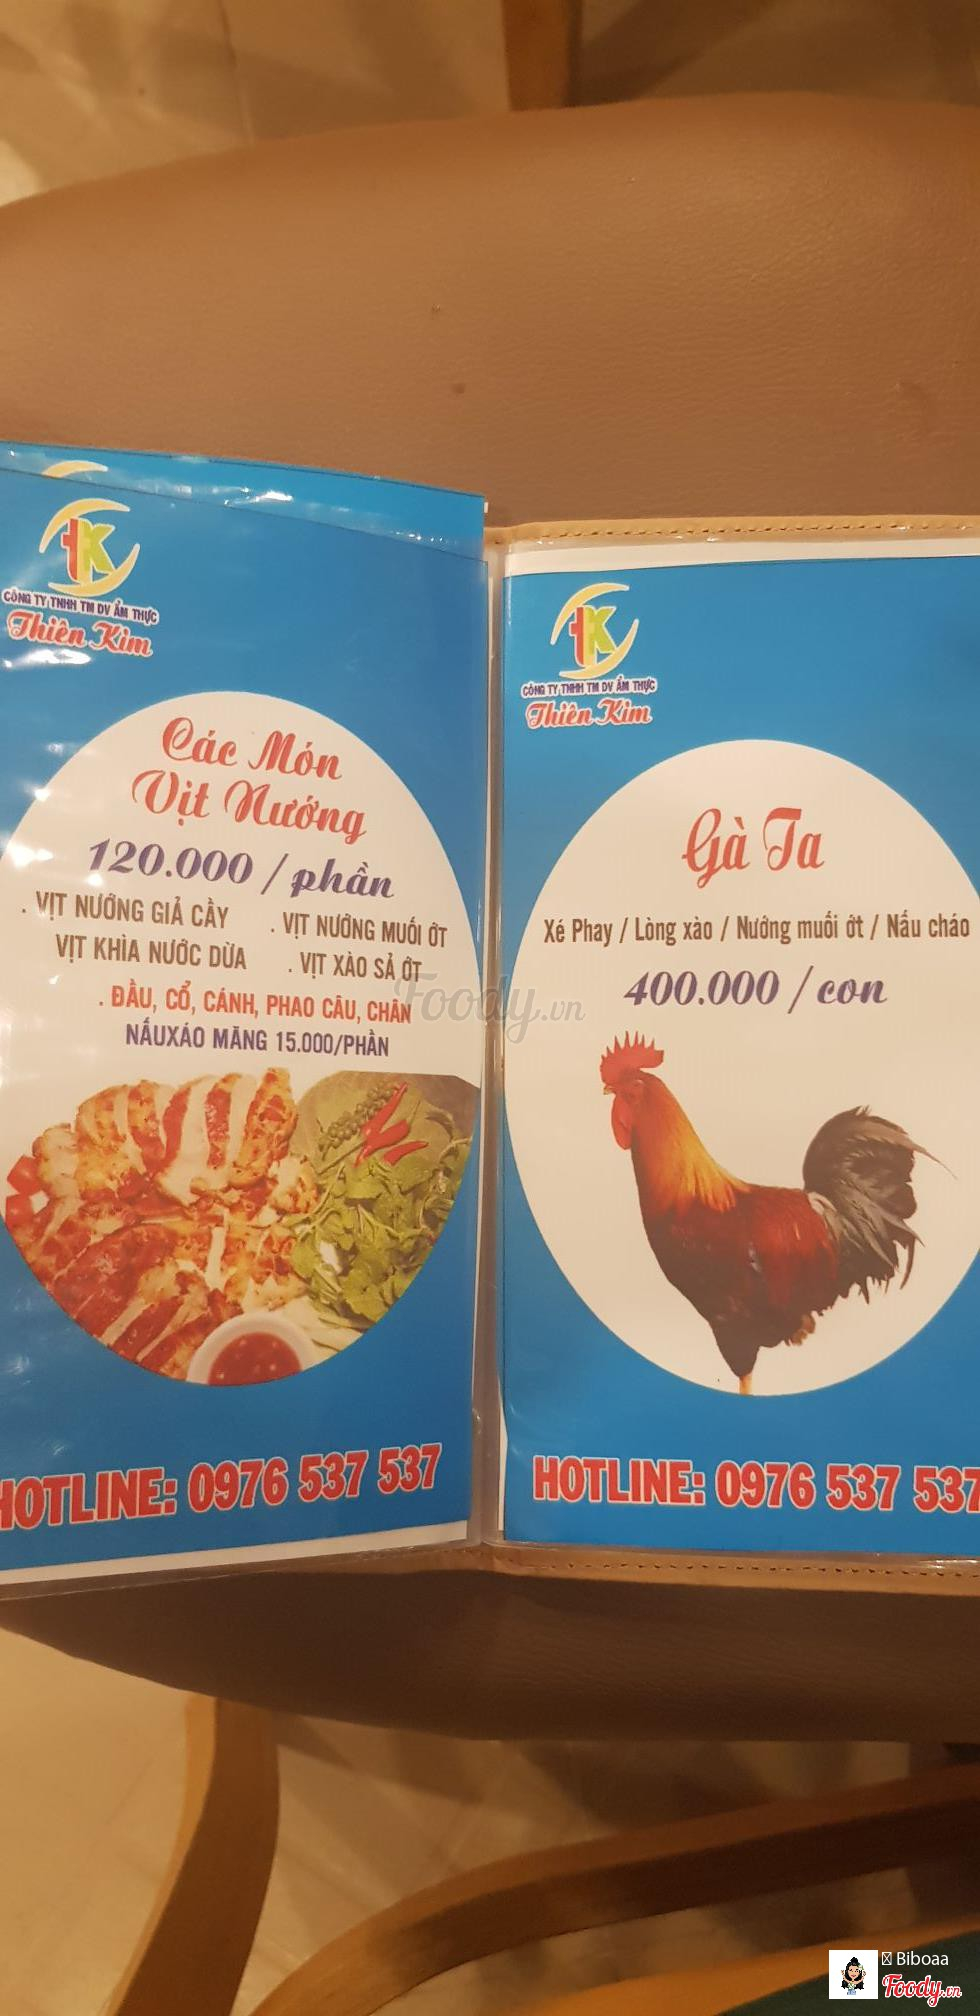 tK
CÔNG TY TNHH TM DV ẨM THỰC
Thiên Kim
Các Món
Vịt Nướng
120.000 / phần
. VỊT NƯỚNG GIẢ CẦY . VỊT NƯỚNG MUỐI ỚT
VỊT KHÌA NƯỚC DỪA . VỊT XÀO SẢ ỚT
. ĐẦU, CỔ, CÁNH, PHAO CÂU, CHÂN
NẤUXÁO MĂNG 15.000/PHẦN
HOTLINE: 0976 537 537
tK
CÔNG TY TNHH TM DV ẨM THỰC
Thiên Kim
Gà Ta
Xé Phay / Lòng xào / Nướng muối ớt / Nấu cháo
400.000 / con
HOTLINE: 0976 537 537
Foody.vn
Biboaa
Foody.vn